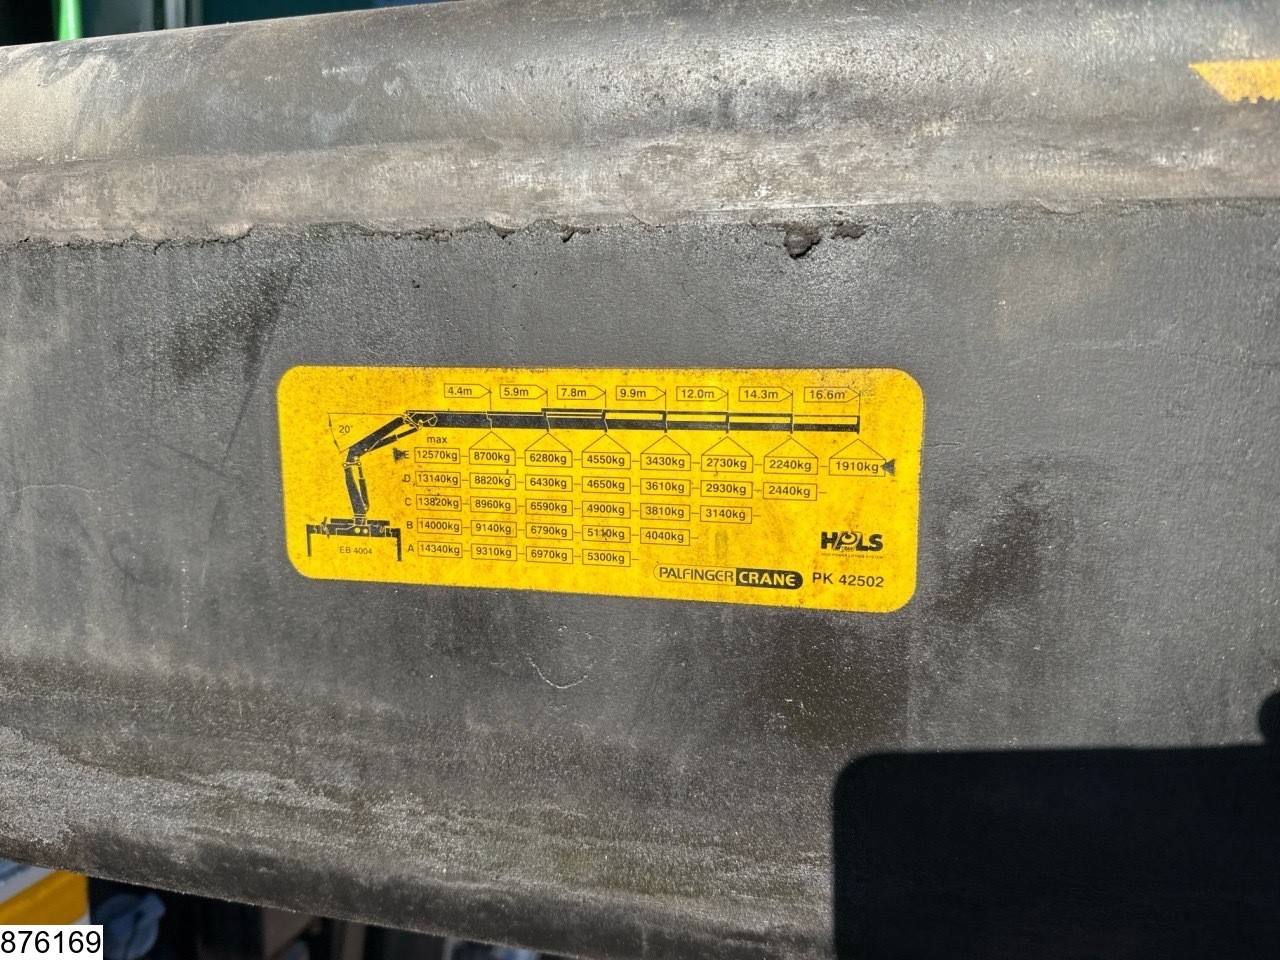 4.4m 5.9m 7.8m 9.9m 12.0m 14.3m 16.6m
20°
max
E 12570kg 8700kg 6280kg 4550kg 3430kg 2730kg 2240kg 1910kg
D 13140kg 8820kg 6430kg 4650kg 3610kg 2930kg 2440kg
C 13820kg 8960kg 6590kg 4900kg 3810kg 3140kg
B 14000kg 9140kg 6790kg 5110kg 4040kg
A 14340kg 9310kg 6970kg 5300kg
EB 4004
HPLS
PALFINGER CRANE PK 42502
876169